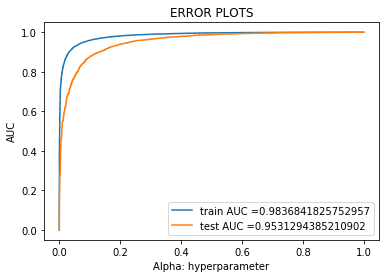 ERROR PLOTS
AUC
1.0
0.8
0.6
0.4
0.2
0.0
train AUC =0.9836841825752957
test AUC =0.9531294385210902
0.0 0.2 0.4 0.6 0.8 1.0
Alpha: hyperparameter